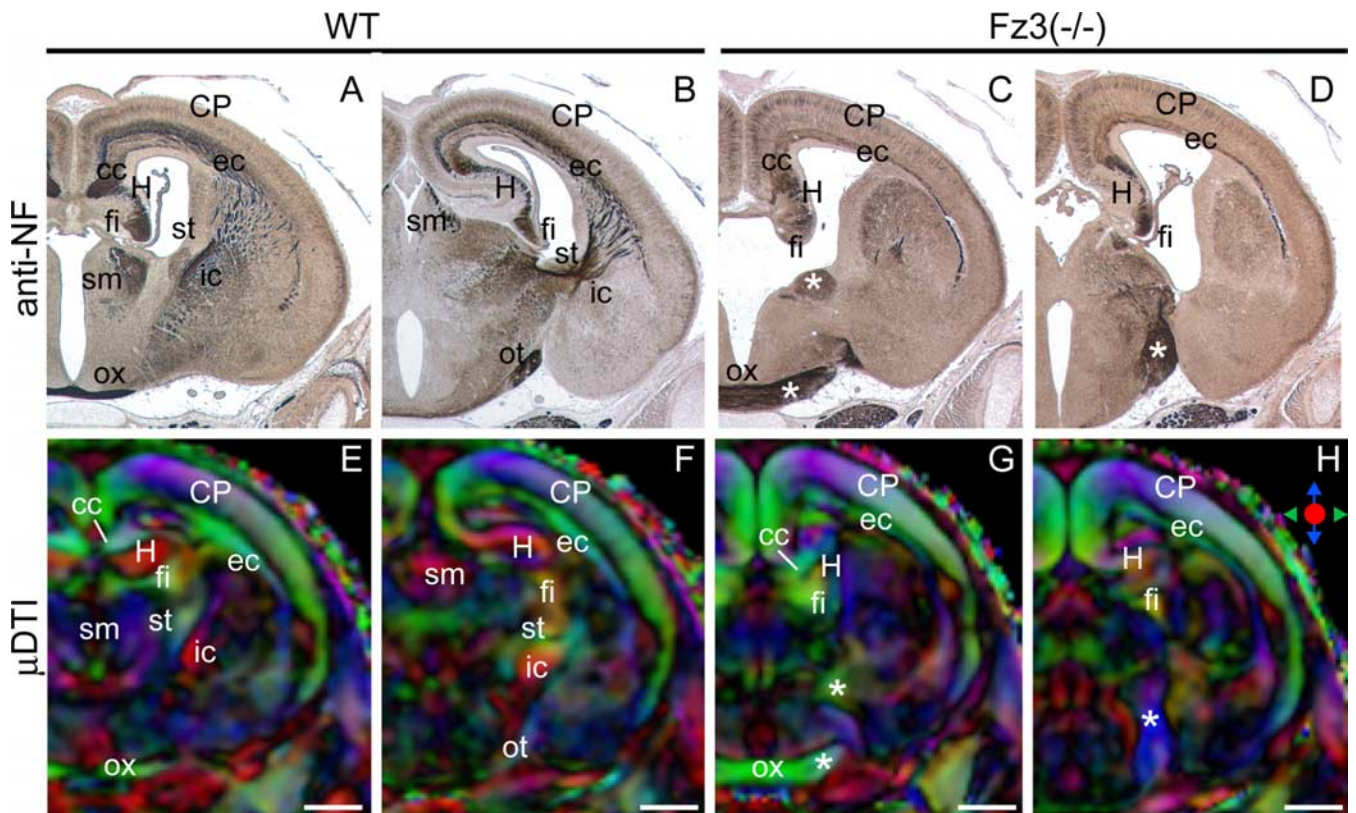 WT Fz3(-/-)
A B C D
CP CP CP CP
cc ec ec cc ec ec
H H H H
fi st sm fi st fi fi
sm ic ic * *
ox ot ox * *
anti-NF
E F G H
CP CP CP CP
cc ec ec cc ec ec
H H H H
fi sm fi fi fi
sm st st
ic ic * *
ox ot ox *
μDTI